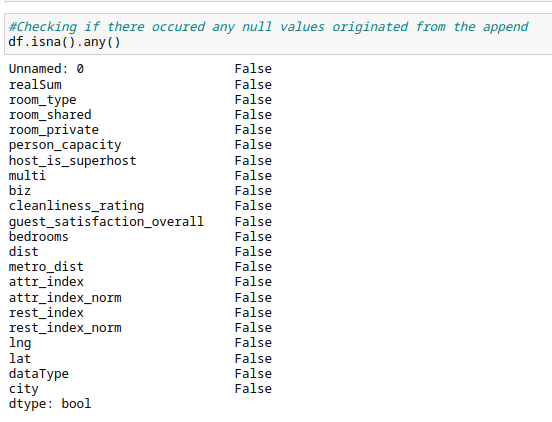 #Checking if there occured any null values originated from the append
df.isna().any()
Unnamed: 0 False
realSum False
room_type False
room_shared False
room_private False
person_capacity False
host_is_superhost False
multi False
biz False
cleanliness_rating False
guest_satisfaction_overall False
bedrooms False
dist False
metro_dist False
attr_index False
attr_index_norm False
rest_index False
rest_index_norm False
lng False
lat False
dataType False
city False
dtype: bool